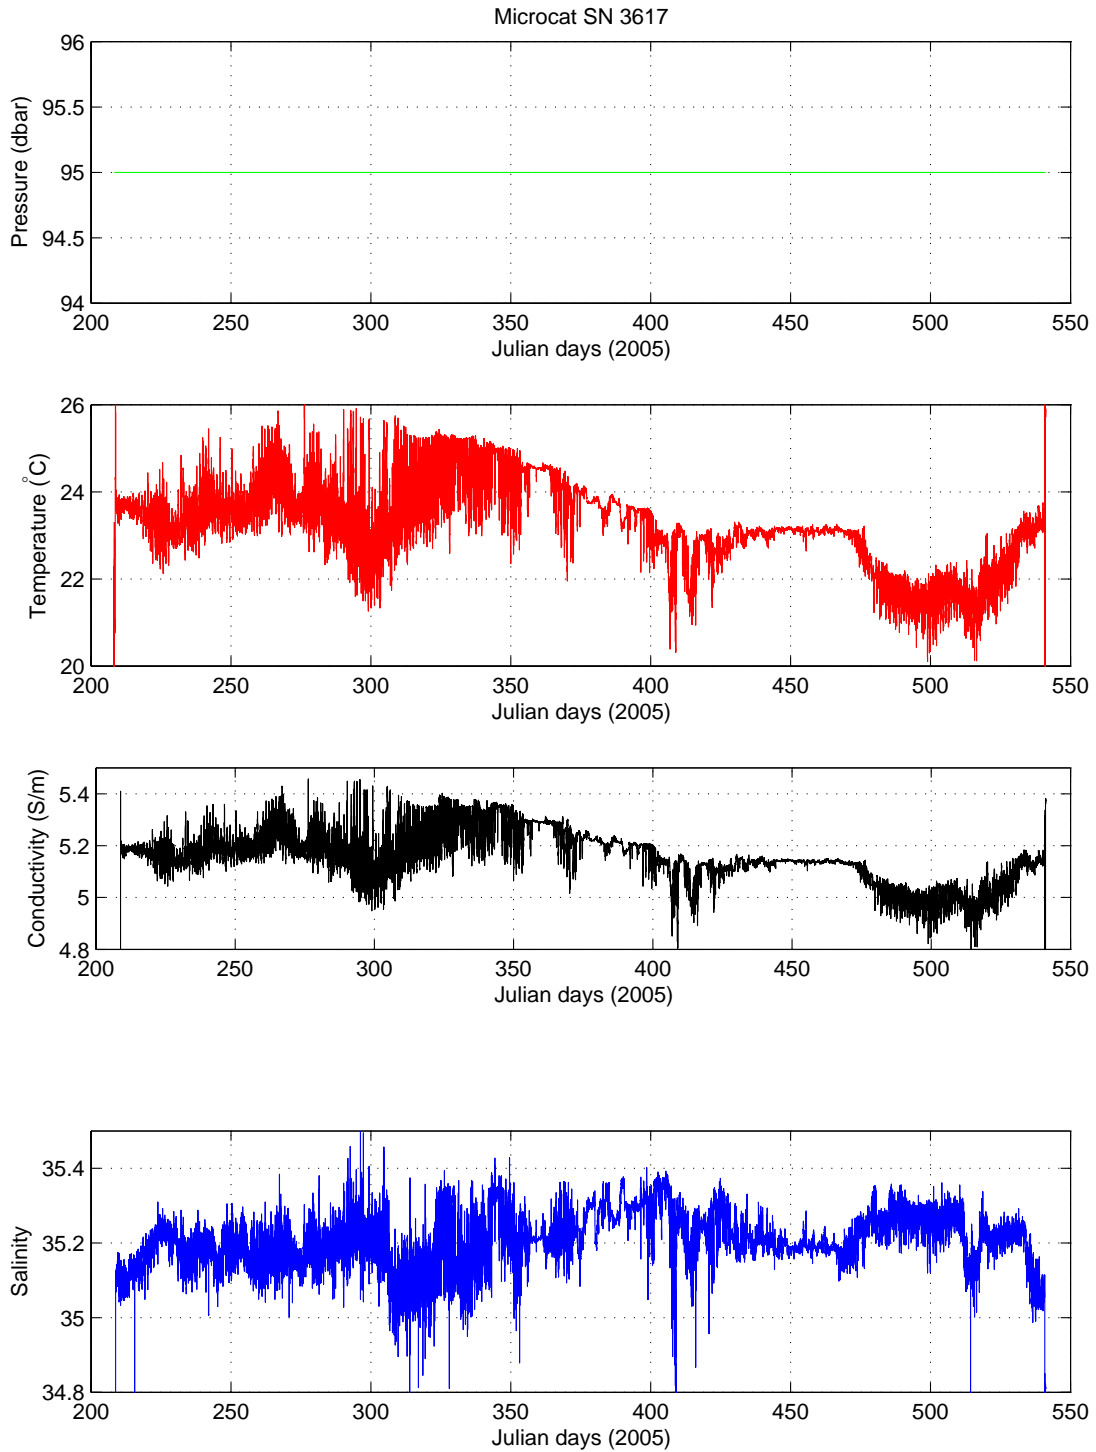 Microcat SN 3617
96
95.5
95
94.5
94
Pressure (dbar)
200 250 300 350 400 450 500 550
Julian days (2005)
26
24
22
20
Temperature (°C)
200 250 300 350 400 450 500 550
Julian days (2005)
5.4
5.2
5
4.8
Conductivity (S/m)
200 250 300 350 400 450 500 550
Julian days (2005)
35.4
35.2
35
34.8
Salinity
200 250 300 350 400 450 500 550
Julian days (2005)